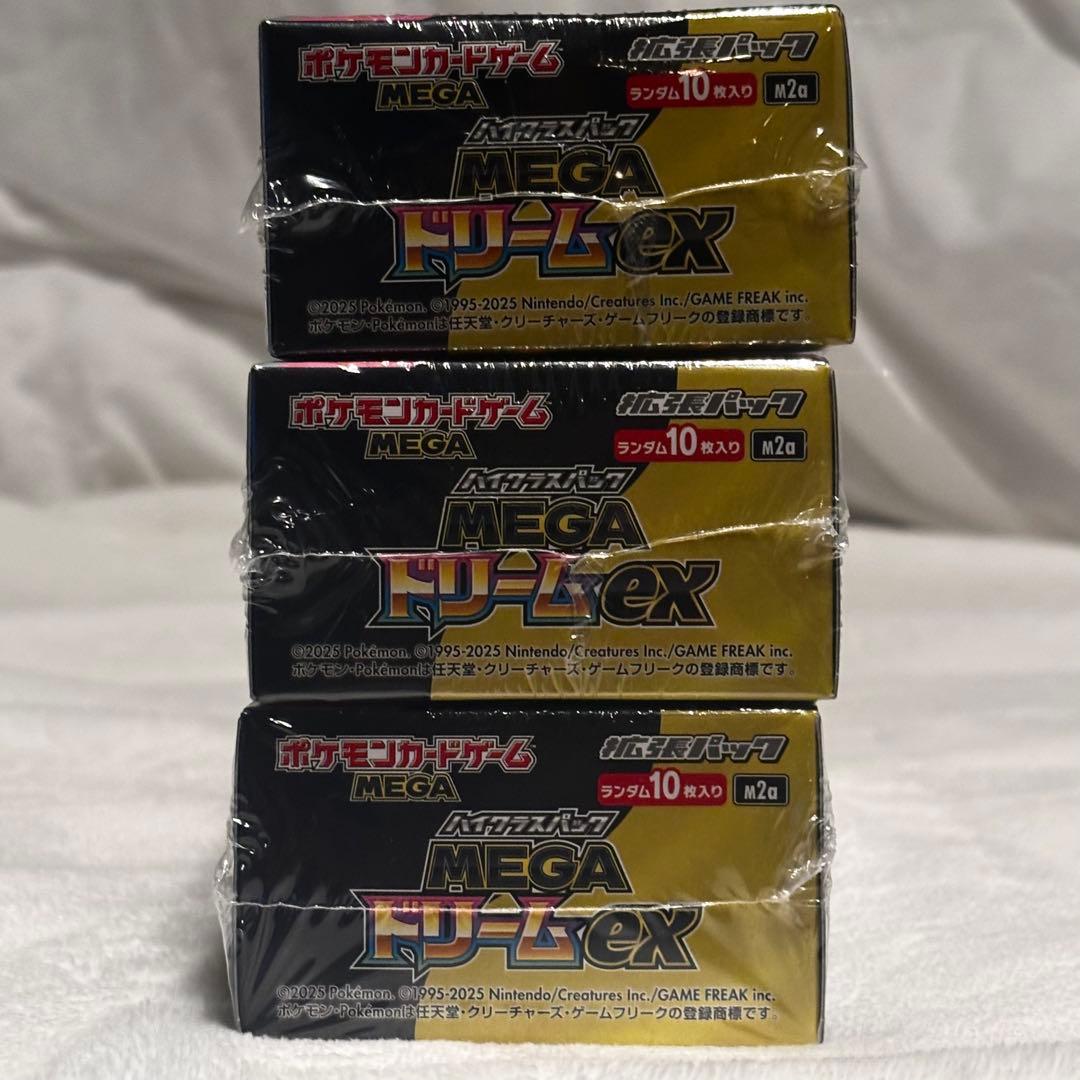 ポケモンカードゲーム 拡張パック
MEGA ランダム10枚入り M2a
ハイクラスパック
MEGA
ドリームex
©2025 Pokémon. ©1995-2025 Nintendo/Creatures Inc./GAME FREAK inc.
ポケモン・Pokémonは任天堂・クリーチャーズ・ゲームフリークの登録商標です。
ポケモンカードゲーム 拡張パック
MEGA ランダム10枚入り M2a
ハイクラスパック
MEGA
ドリームex
©2025 Pokémon. ©1995-2025 Nintendo/Creatures Inc./GAME FREAK inc.
ポケモン・Pokémonは任天堂・クリーチャーズ・ゲームフリークの登録商標です。
ポケモンカードゲーム 拡張パック
MEGA ランダム10枚入り M2a
ハイクラスパック
MEGA
ドリームex
©2025 Pokémon. ©1995-2025 Nintendo/Creatures Inc./GAME FREAK inc.
ポケモン・Pokémonは任天堂・クリーチャーズ・ゲームフリークの登録商標です。